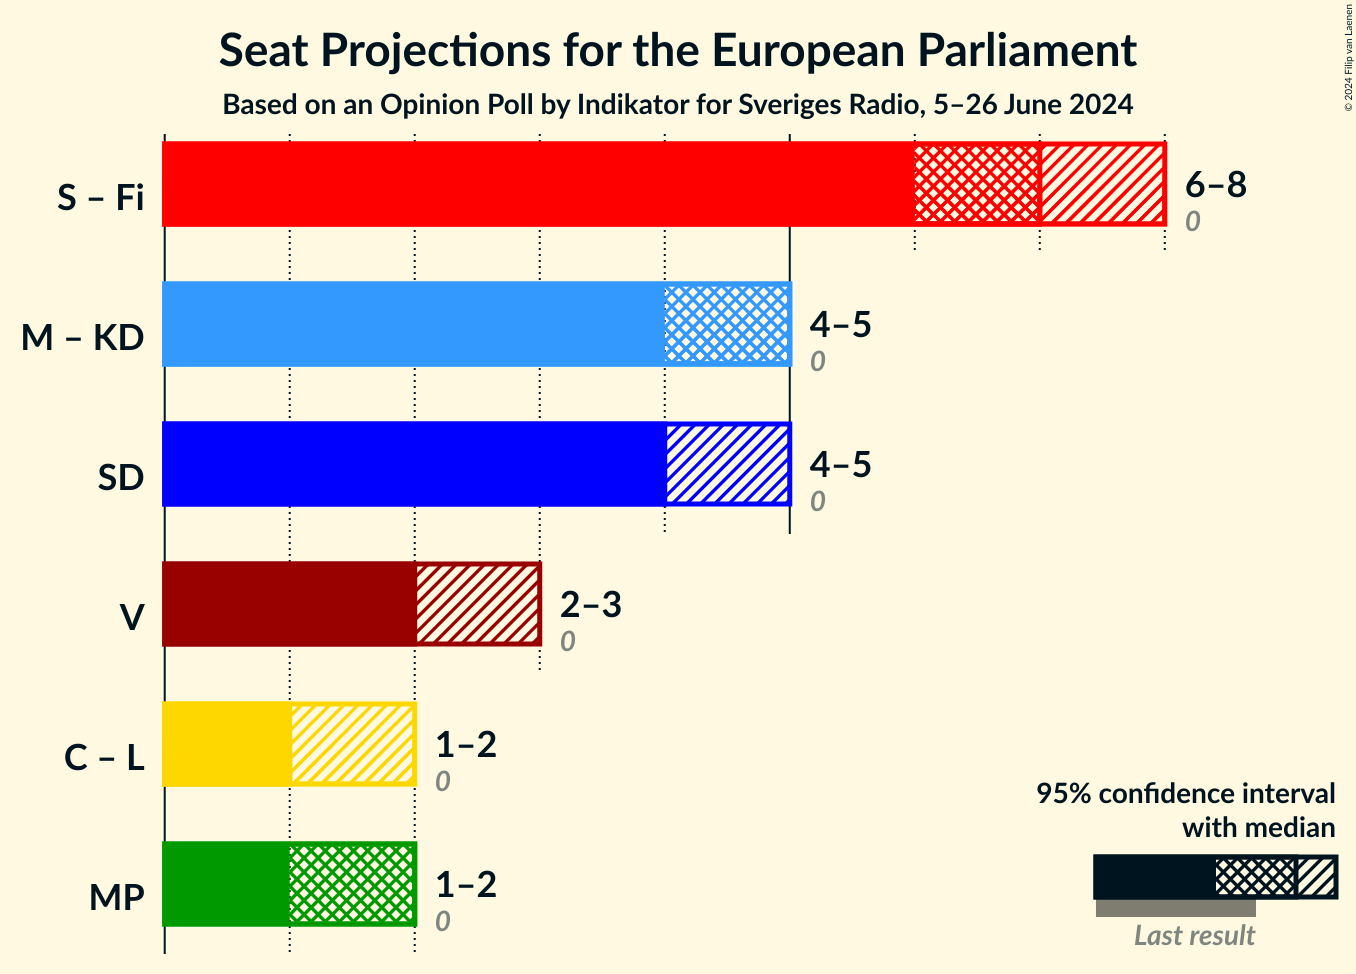 Seat Projections for the European Parliament
Based on an Opinion Poll by Indikator for Sveriges Radio, 5–26 June 2024
© 2024 Filip van Laenen
S – Fi
6–8
0
M – KD
4–5
0
SD
4–5
0
V
2–3
0
C – L
1–2
0
MP
1–2
0
95% confidence interval
with median
Last result